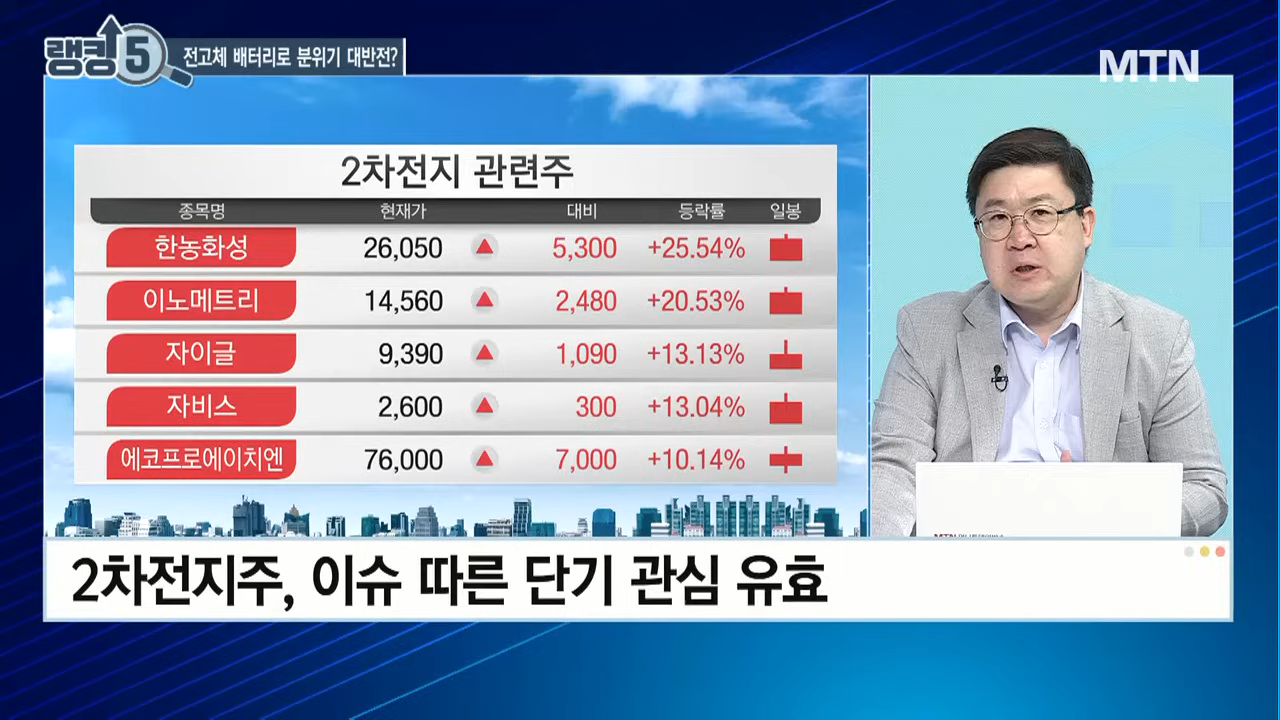 랭킹5
전고체 배터리로 분위기 대반전?
MTN
2차전지 관련주
종목명 현재가 대비 등락률 일봉
한농화성 26,050 ▲ 5,300 +25.54%
이노메트리 14,560 ▲ 2,480 +20.53%
자이글 9,390 ▲ 1,090 +13.13%
자비스 2,600 ▲ 300 +13.04%
에코프로에이치엔 76,000 ▲ 7,000 +10.14%
MTN
2차전지주, 이슈 따른 단기 관심 유효